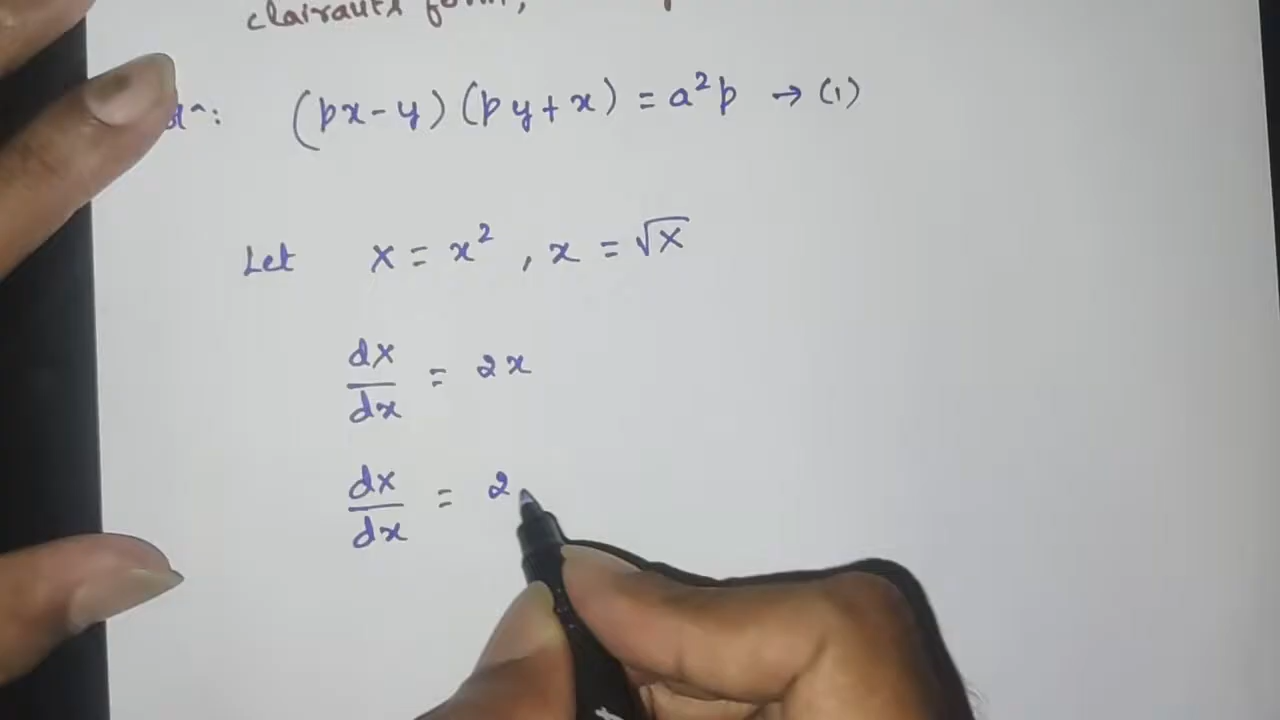 clairauts form,
(px-y)(py+x) = a²p → (1)
Let X = x², x = √X
dX/dx = 2x
dX/dx = 2